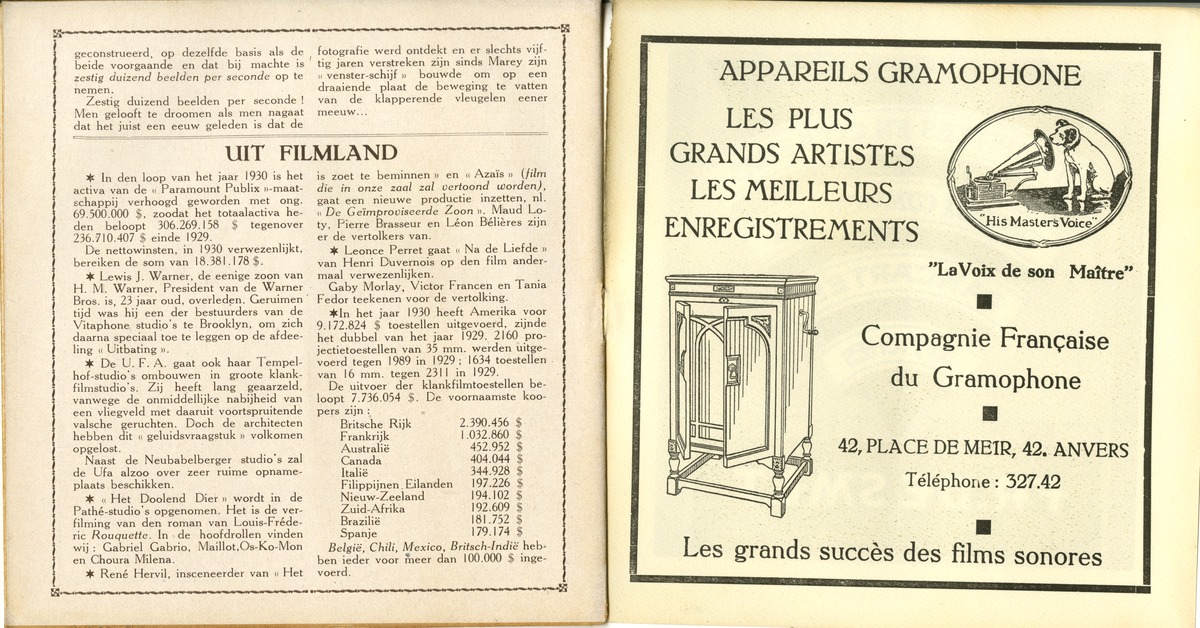 geconstrueerd, op dezelfde basis als de
beide voorgaande en dat bij machte is
zestig duizend beelden per seconde op te
nemen.
Zestig duizend beelden per seconde !
Men gelooft te droomen als men nagaat
dat het juist een eeuw geleden is dat de
fotografie werd ontdekt en er slechts vijf-
tig jaren verstreken zijn sinds Marey zijn
« venster-schijf » bouwde om op een
draaiende plaat de beweging te vatten
van de klapperende vleugelen eener
meeuw...
UIT FILMLAND
✶ In den loop van het jaar 1930 is het
activa van de « Paramount Publix »-maat-
schappij verhoogd geworden met ong.
69.500.000 $, zoodat het totaalactiva he-
den beloopt 306.269.158 $ tegenover
236.710.407 $ einde 1929.
De nettowinsten, in 1930 verwezenlijkt,
bereiken de som van 18.381.178 $.
✶ Lewis J. Warner, de eenige zoon van
H. M. Warner, President van de Warner
Bros. is, 23 jaar oud, overleden. Geruimen
tijd was hij een der bestuurders van de
Vitaphone studio's te Brooklyn, om zich
daarna speciaal toe te leggen op de afdee-
ling « Uitbating ».
✶ De U. F. A. gaat ook haar Tempel-
hof-studio's ombouwen in groote klank-
filmstudio's. Zij heeft lang geaarzeld,
vanwege de onmiddellijke nabijheid van
een vliegveld met daaruit voortspruitende
valsche geruchten. Doch de architecten
hebben dit « geluidsvraagstuk » volkomen
opgelost.
Naast de Neubabelberger studio's zal
de Ufa alzoo over zeer ruime opname-
plaats beschikken.
✶ « Het Doolend Dier » wordt in de
Pathé-studio's opgenomen. Het is de ver-
filming van den roman van Louis-Fréde-
ric Rouquette. In de hoofdrollen vinden
wij : Gabriel Gabrio, Maillot,Os-Ko-Mon
en Choura Milena.
✶ René Hervil, insceneerder van « Het
is zoet te beminnen » en « Azaïs » (film
die in onze zaal zal vertoond worden),
gaat een nieuwe productie inzetten, nl.
« De Geïmproviseerde Zoon ». Maud Lo-
ty, Pierre Brasseur en Léon Bélières zijn
er de vertolkers van.
✶ Leonce Perret gaat « Na de Liefde »
van Henri Duvernois op den film ander-
maal verwezenlijken.
Gaby Morlay, Victor Francen en Tania
Fedor teekenen voor de vertolking.
✶In het jaar 1930 heeft Amerika voor
9.172.824 $ toestellen uitgevoerd, zijnde
het dubbel van het jaar 1929. 2160 pro-
jectietoestellen van 35 mm. werden uitge-
voerd tegen 1989 in 1929 ; 1634 toestellen
van 16 mm. tegen 2311 in 1929.
De uitvoer der klankfilmtoestellen be-
loopt 7.736.054 $. De voornaamste koo-
pers zijn :
Britsche Rijk 2.390.456 $
Frankrijk 1.032.860 $
Australië 452.952 $
Canada 404.044 $
Italië 344.928 $
Filippijnen Eilanden 197.226 $
Nieuw-Zeeland 194.102 $
Zuid-Afrika 192.609 $
Brazilië 181.752 $
Spanje 179.174 $
België, Chili, Mexico, Britsch-Indië heb-
ben ieder voor meer dan 100.000 $ inge-
voerd.
APPAREILS GRAMOPHONE
LES PLUS
GRANDS ARTISTES
LES MEILLEURS
ENREGISTREMENTS
"His Master's Voice"
"La Voix de son Maître"
Compagnie Française
du Gramophone
42, PLACE DE MEIR, 42. ANVERS
Téléphone : 327.42
Les grands succès des films sonores